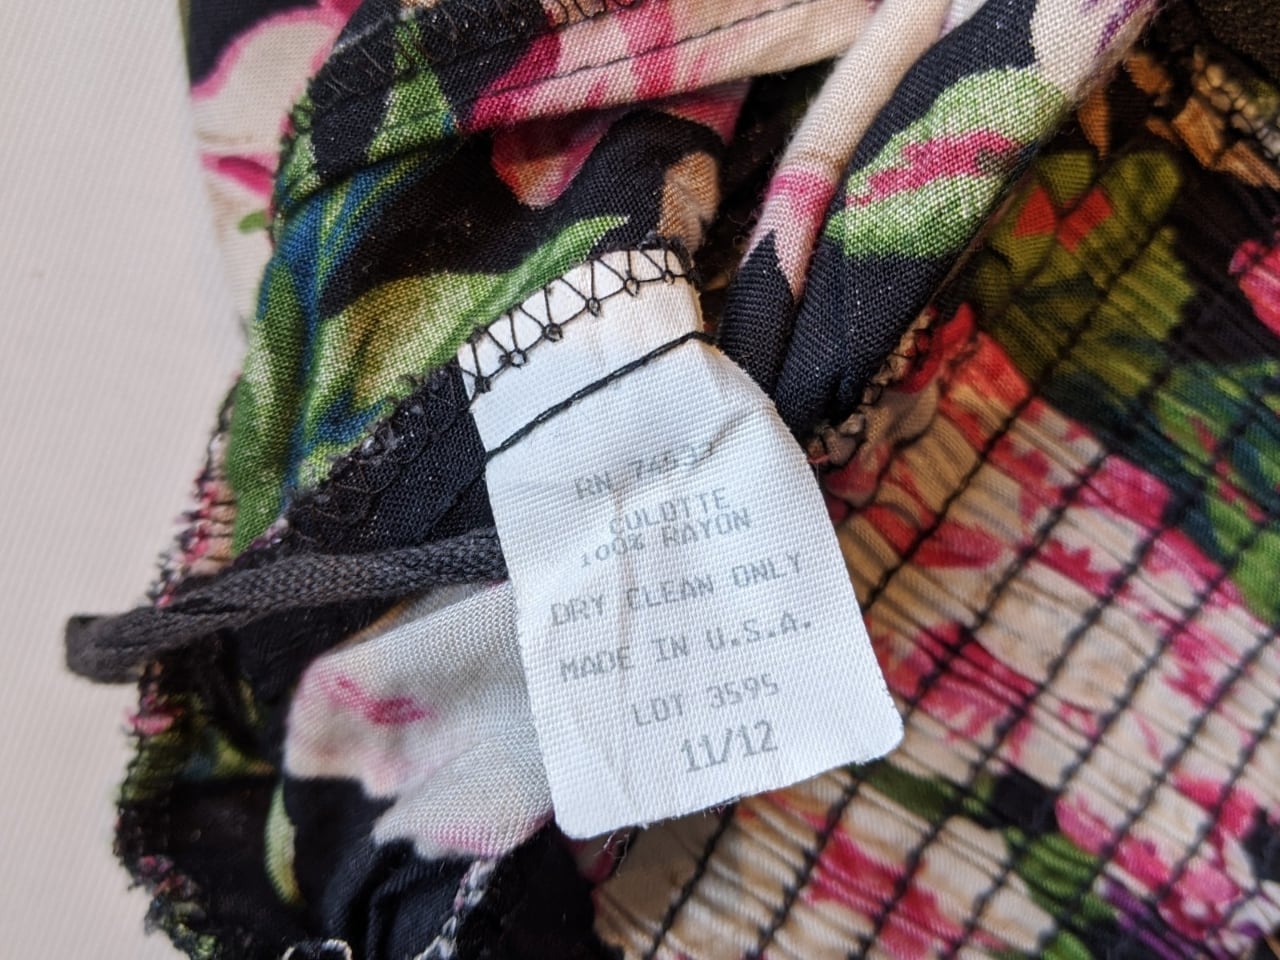 RN
CULOTTE
100% RAYON
DRY CLEAN ONLY
MADE IN U.S.A.
LOT 3595
11/12